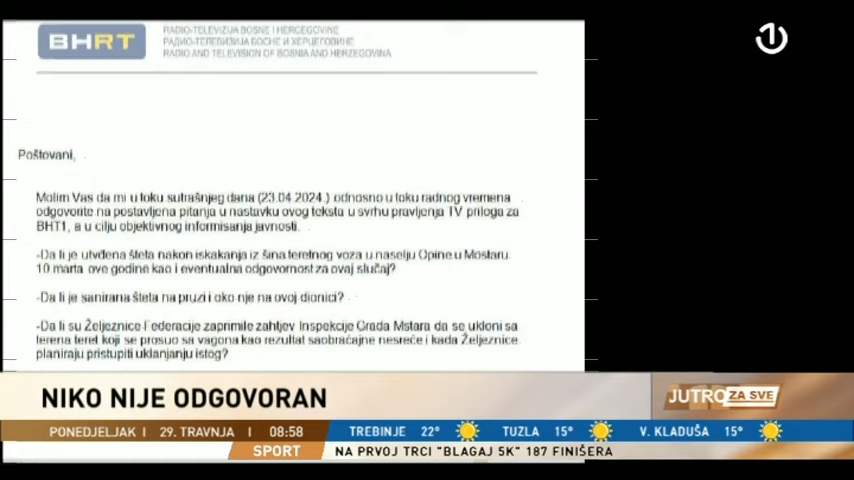 BHRT
RADIO-TELEVIZIJA BOSNE I HERCEGOVINE
РАДИО-ТЕЛЕВИЗИЈА БОСНЕ И ХЕРЦЕГОВИНЕ
RADIO AND TELEVISION OF BOSNIA AND HERZEGOVINA
1
Poštovani,
Molim Vas da mi u toku sutrašnjeg dana (23.04.2024.) odnosno u toku radnog vremena
odgovorite na postavljena pitanja u nastavku ovog teksta u svrhu pravljenja TV priloga za
BHT1, a u cilju objektivnog informisanja javnosti.
-Da li je utvđena šteta nakon iskakanja iz šina teretnog voza u naselju Opine u Mostaru
10.marta ove godine kao i eventualna odgovornost za ovaj slučaj?
-Da li je sanirana šteta na pruzi i oko nje na ovoj dionici?
-Da li su Željeznice Federacije zaprimile zahtjev Inspekcije Grada Mstara da se ukloni sa
terena teret koji se prosuo sa vagona kao rezultat saobraćajne nesreće i kada Željeznice
planiraju pristupiti uklanjanju istog?
NIKO NIJE ODGOVORAN
JUTRO ZA SVE
PONEDJELJAK I 29. TRAVNJA I 08:58
TREBINJE 22° TUZLA 15° V. KLADUŠA 15°
SPORT NA PRVOJ TRCI "BLAGAJ 5K" 187 FINIŠERA